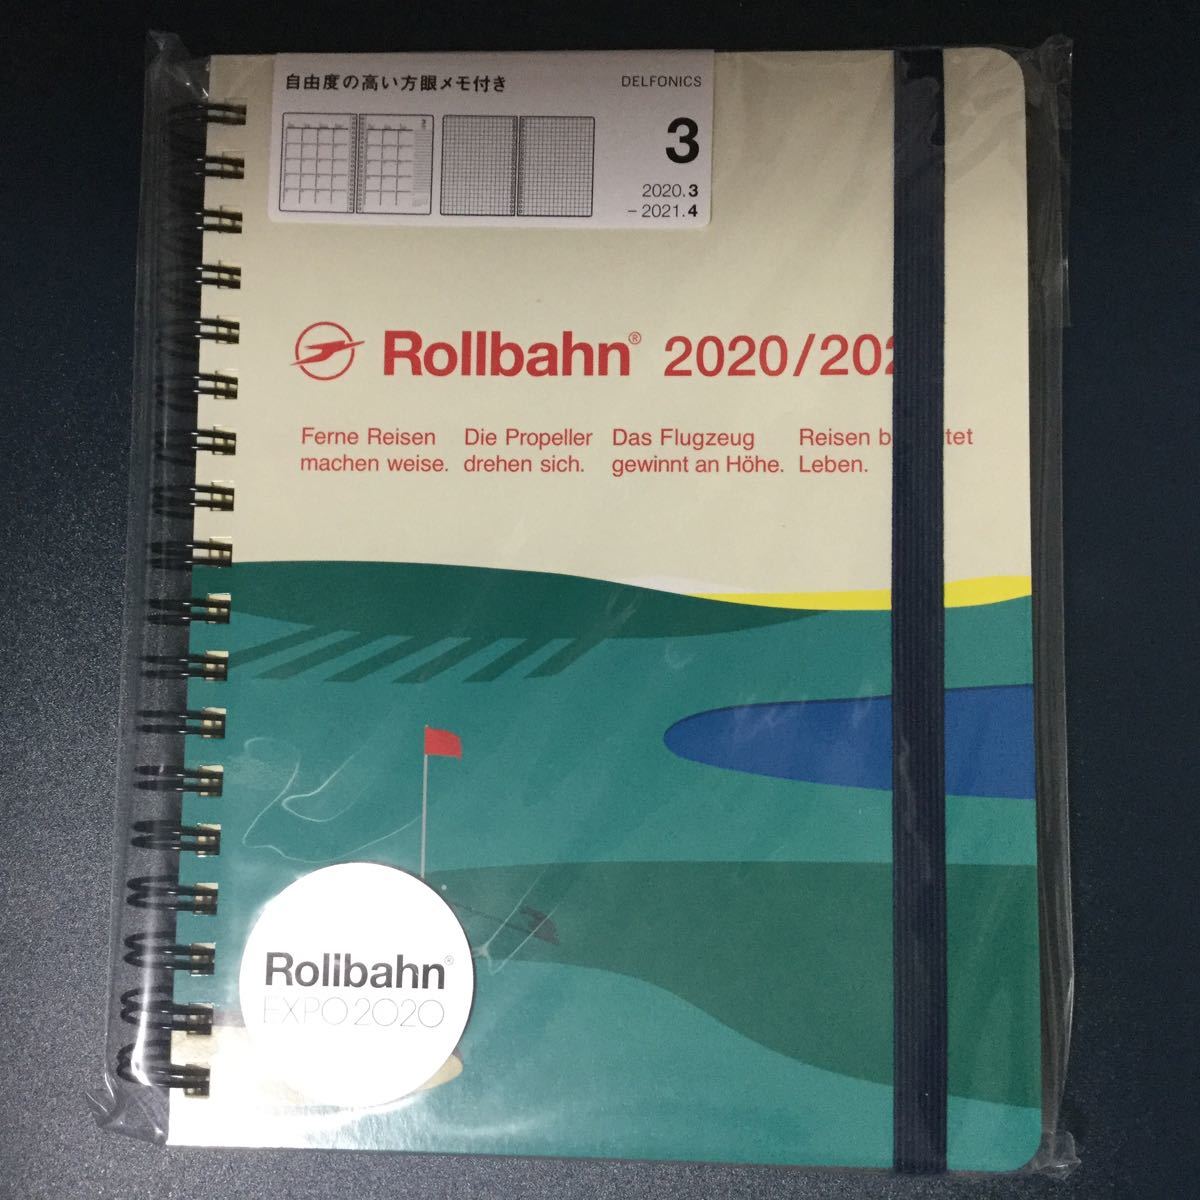 自由度の高い方眼メモ付き
DELFONICS
3
2020.3
- 2021.4
Rollbahn® 2020/202
Ferne Reisen
machen weise.
Die Propeller
drehen sich.
Das Flugzeug
gewinnt an Höhe.
Reisen
Leben.
Rollbahn®
EXPO2020